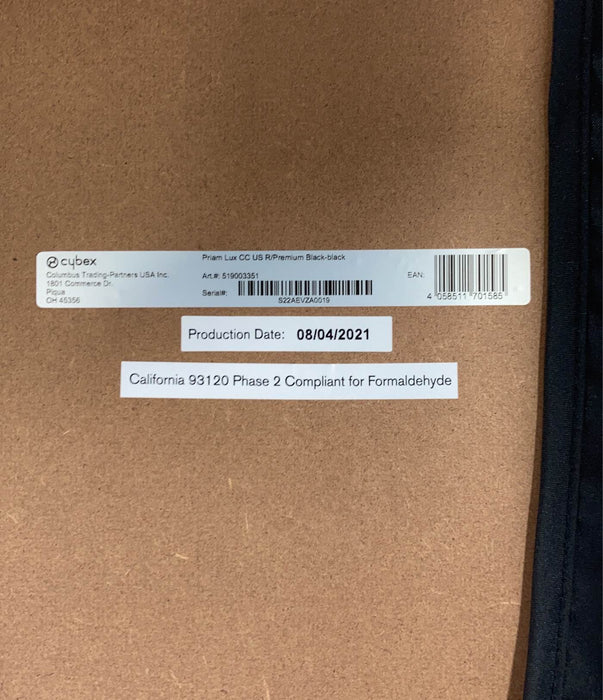 cybex
Columbus Trading-Partners USA Inc.
1801 Commerce Dr.
Piqua
OH 45356
Priam Lux CC US R/Premium Black-black
Art.#: 519003351
Serial#:
S22AEVZA0019
EAN:
4 058511 701585
Production Date: 08/04/2021
California 93120 Phase 2 Compliant for Formaldehyde